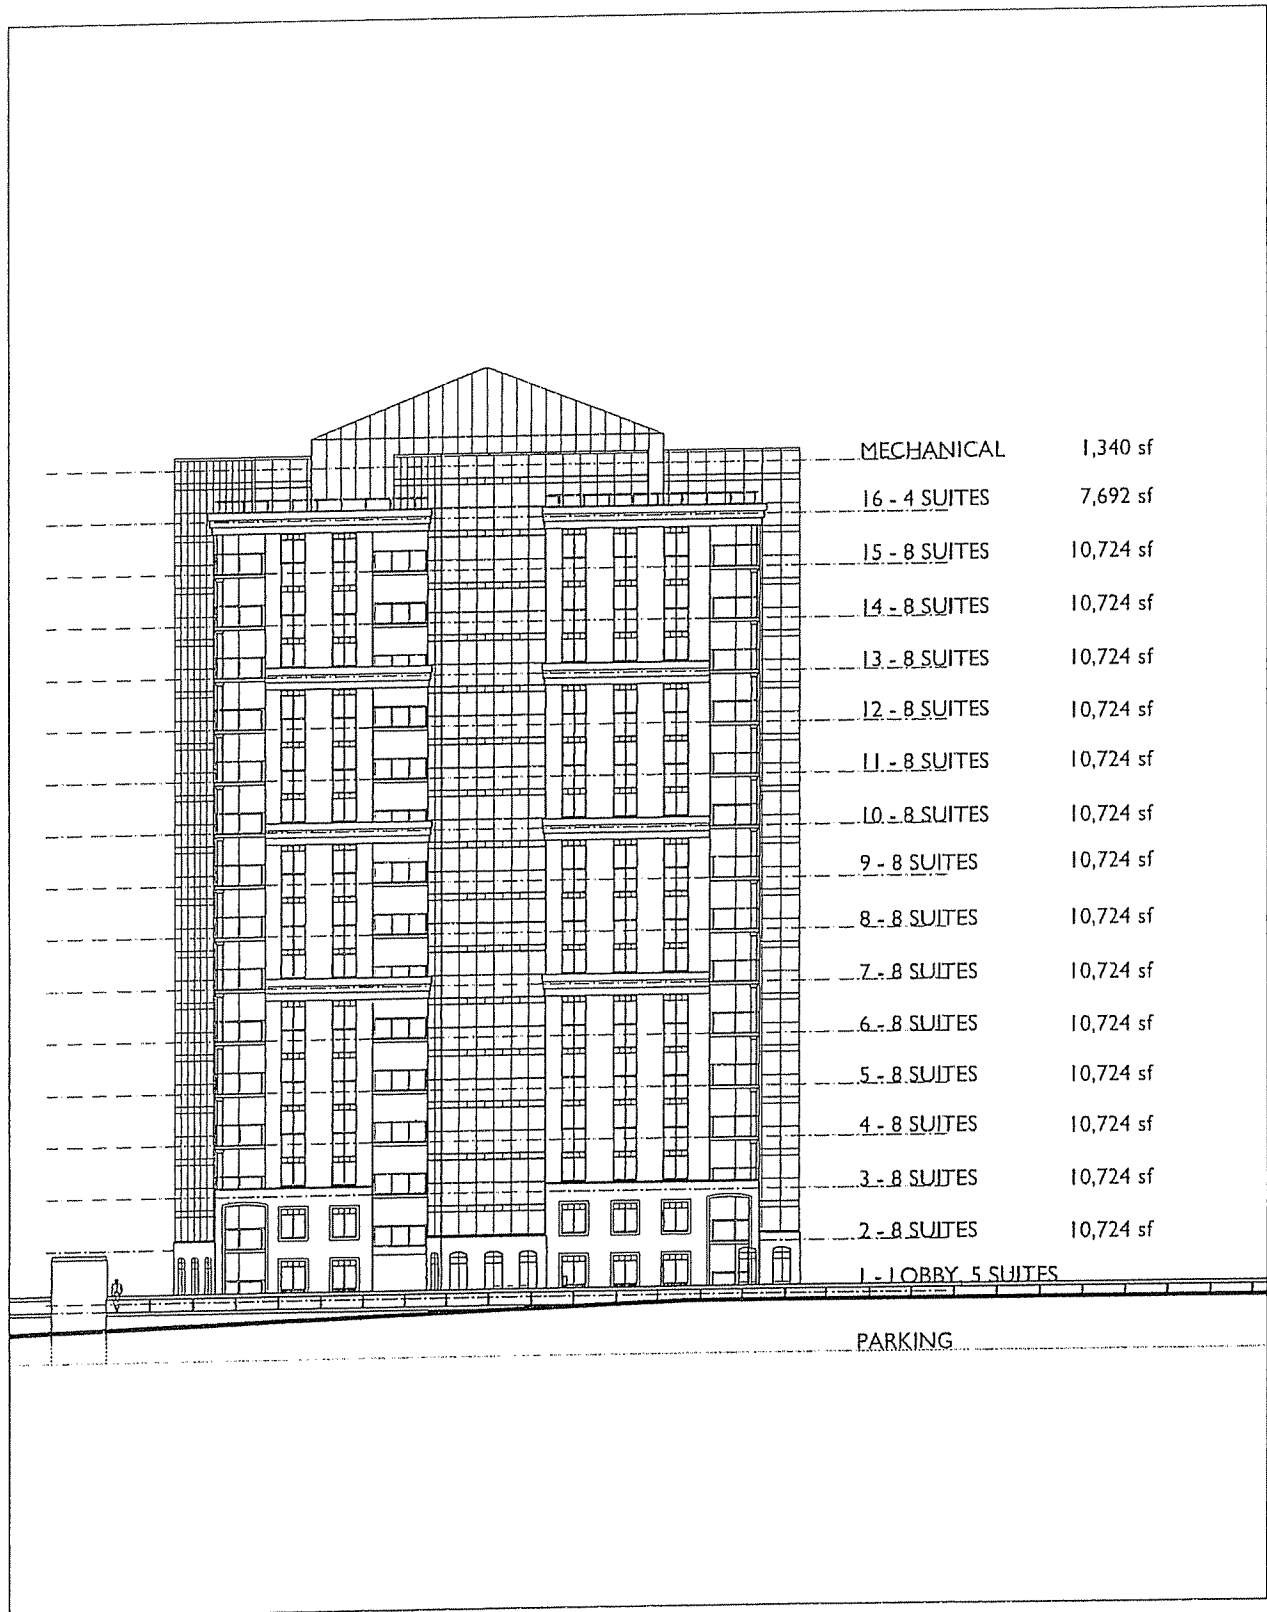 MECHANICAL 1,340 sf
16 - 4 SUITES 7,692 sf
15 - 8 SUITES 10,724 sf
14 - 8 SUITES 10,724 sf
13 - 8 SUITES 10,724 sf
12 - 8 SUITES 10,724 sf
11 - 8 SUITES 10,724 sf
10 - 8 SUITES 10,724 sf
9 - 8 SUITES 10,724 sf
8 - 8 SUITES 10,724 sf
7 - 8 SUITES 10,724 sf
6 - 8 SUITES 10,724 sf
5 - 8 SUITES 10,724 sf
4 - 8 SUITES 10,724 sf
3 - 8 SUITES 10,724 sf
2 - 8 SUITES 10,724 sf
1 - LOBBY, 5 SUITES
PARKING